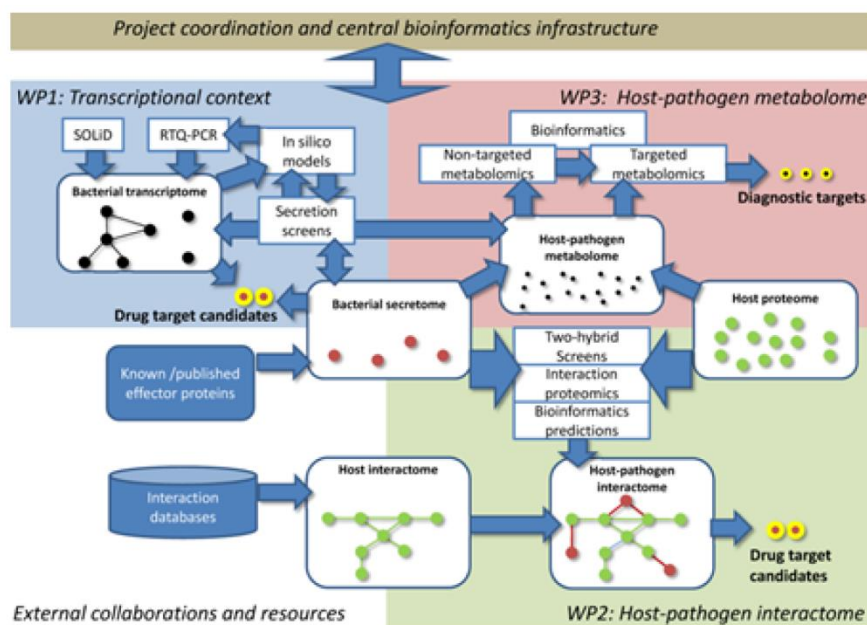 Project coordination and central bioinformatics infrastructure
WP1: Transcriptional context
WP3: Host-pathogen metabolome
SOLiD
RTQ-PCR
In silico
models
Bioinformatics
Non-targeted
metabolomics
Targeted
metabolomics
Bacterial transcriptome
Diagnostic targets
Secretion
screens
Host-pathogen
metabolome
Drug target candidates
Bacterial secretome
Host proteome
Known /published
effector proteins
Two-hybrid
Screens
Interaction
proteomics
Bioinformatics
predictions
Interaction
databases
Host interactome
Host-pathogen
interactome
Drug target
candidates
External collaborations and resources
WP2: Host-pathogen interactome